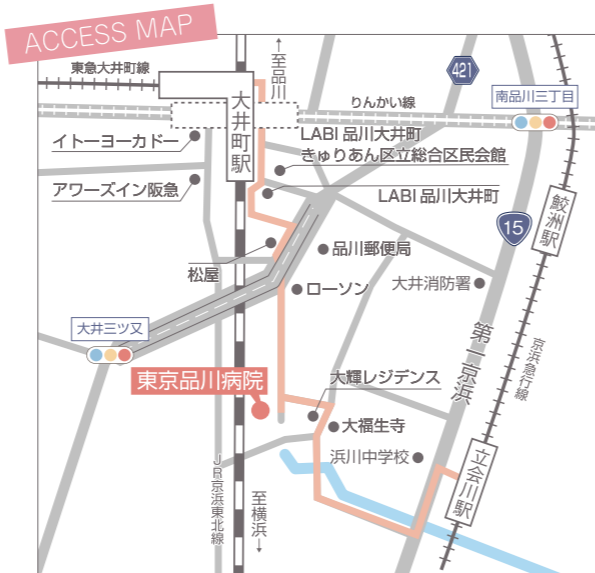 ACCESS MAP
東急大井町線
←至品川
421
大井町駅
りんかい線
南品川三丁目
イトーヨーカドー
LABI 品川大井町
きゅりあん区立総合区民会館
アワーズイン阪急
LABI 品川大井町
鮫洲駅
15
松屋
品川郵便局
ローソン
大井消防署
大井三ツ又
第一京浜
京浜急行線
東京品川病院
大輝レジデンス
大福生寺
浜川中学校
立会川駅
JR京浜東北線
至横浜→